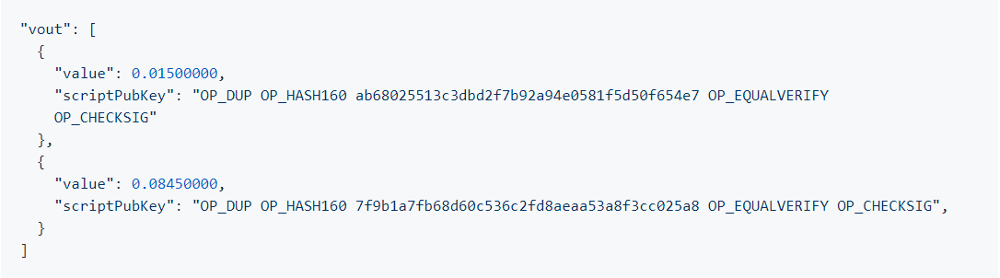 "vout": [
{
"value": 0.01500000,
"scriptPubKey": "OP_DUP OP_HASH160 ab68025513c3dbd2f7b92a94e0581f5d50f654e7 OP_EQUALVERIFY
OP_CHECKSIG"
},
{
"value": 0.08450000,
"scriptPubKey": "OP_DUP OP_HASH160 7f9b1a7fb68d60c536c2fd8aeaa53a8f3cc025a8 OP_EQUALVERIFY OP_CHECKSIG",
}
]